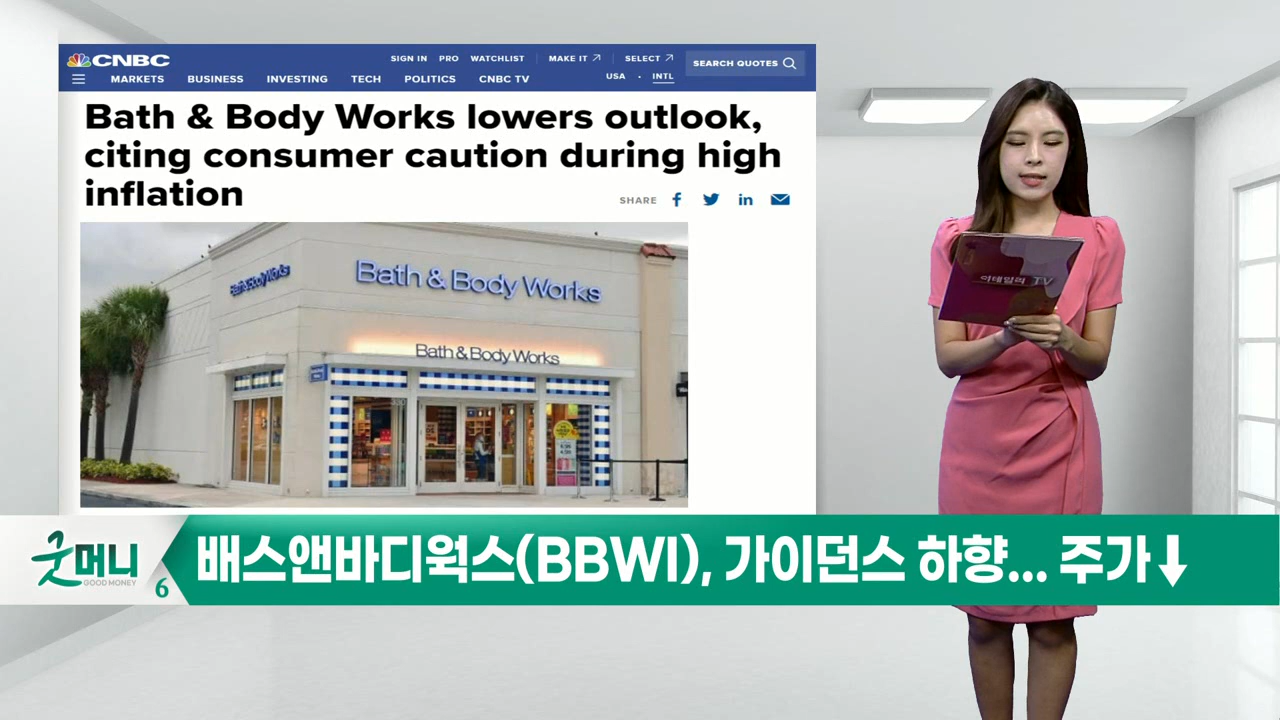 CNBC
SIGN IN PRO WATCHLIST MAKE IT SELECT SEARCH QUOTES
MARKETS BUSINESS INVESTING TECH POLITICS CNBC TV USA · INTL
Bath & Body Works lowers outlook,
citing consumer caution during high
inflation
SHARE
Bath & Body Works
Bath & Body Works
Bath & Body Works
이데일리 TV
굿머니
GOOD MONEY
6
배스앤바디웍스(BBWI), 가이던스 하향... 주가↓